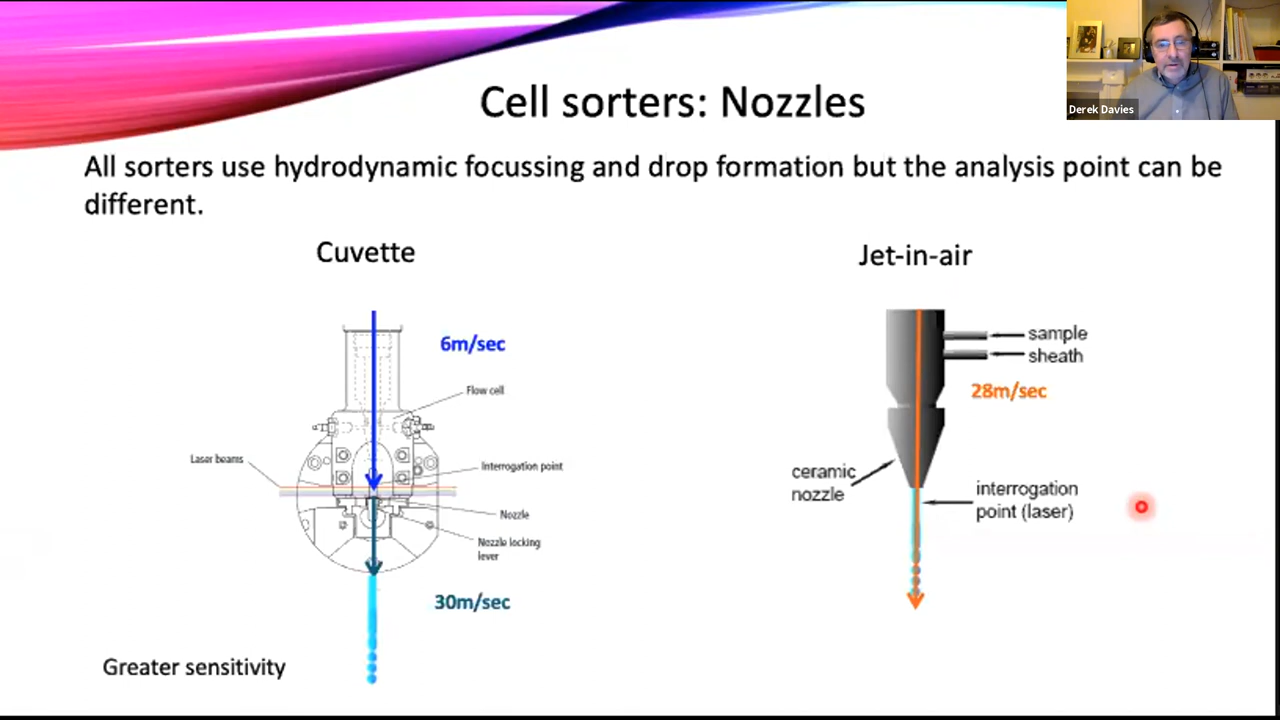 Cell sorters: Nozzles
Derek Davies
All sorters use hydrodynamic focussing and drop formation but the analysis point can be
different.
Cuvette
6m/sec
Flow cell
Laser beams
Interrogation point
Nozzle
Nozzle locking
lever
30m/sec
Greater sensitivity
Jet-in-air
sample
sheath
28m/sec
ceramic
nozzle
interrogation
point (laser)